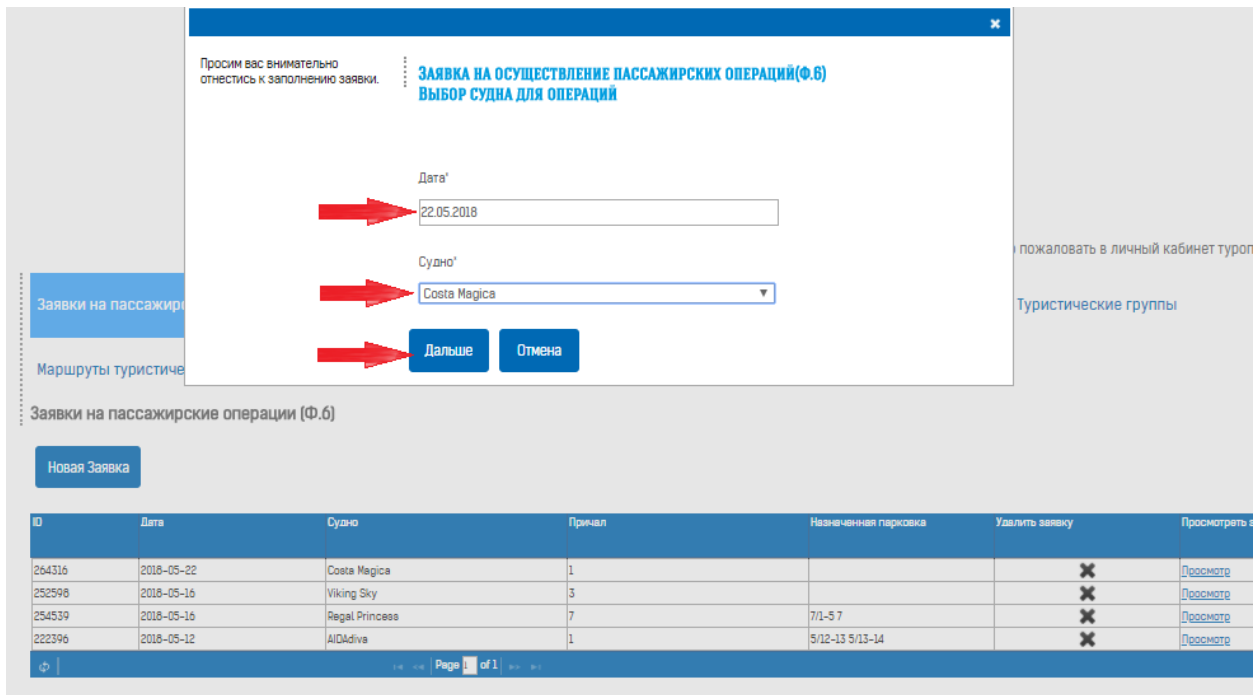 Просим вас внимательно
отнестись к заполнению заявки.
Заявка на осуществление пассажирских операций(Ф.6)
Выбор судна для операций
Дата*
22.05.2018
Судно*
Costa Magica
Дальше Отмена
пожаловать в личный кабинет туроп
Заявки на пассажир
Туристические группы
Маршруты туристиче
Заявки на пассажирские операции (Ф.6)
Новая Заявка
ID Дата Судно Причал Назначенная парковка Удалить заявку Просмотреть з
264316 2018-05-22 Costa Magica 1 Просмотр
252598 2018-05-16 Viking Sky 3 Просмотр
254539 2018-05-16 Regal Princess 7 7/1-5 7 Просмотр
222396 2018-05-12 AIDAdiva 1 5/12-13 5/13-14 Просмотр
Page 1 of 1